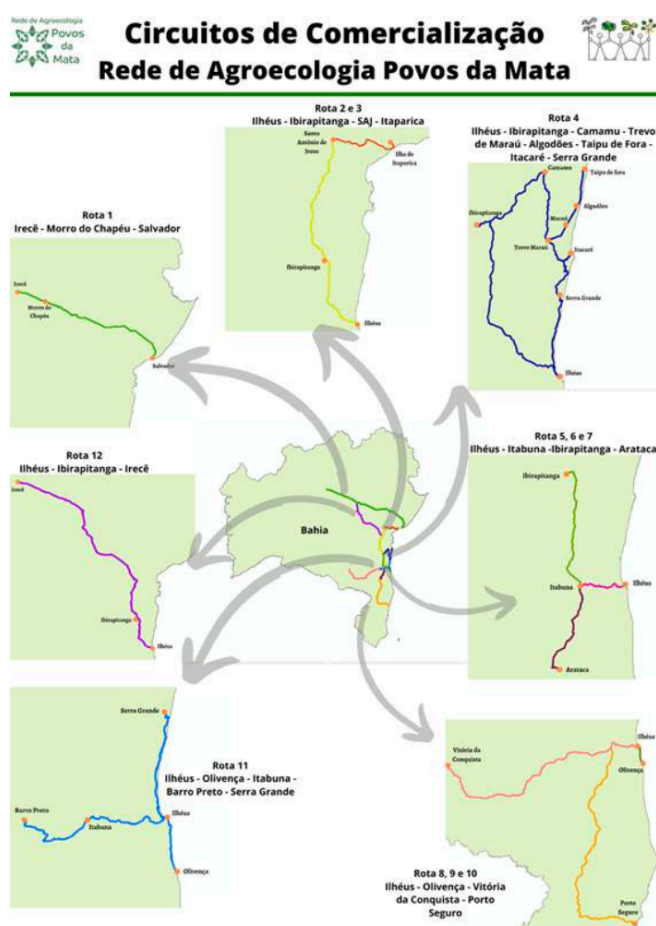 Rede de Agroecologia
Povos
da
Mata
Circuitos de Comercialização
Rede de Agroecologia Povos da Mata
Rota 2 e 3
Ilhéus - Ibirapitanga - SAJ - Itaparica
Santo
Antônio de
Jesus
Ilha de
Itaparica
Ibirapitanga
Ilhéus
Rota 4
Ilhéus - Ibirapitanga - Camamu - Trevo
de Maraú - Algodões - Taipu de Fora -
Itacaré - Serra Grande
Camamu
Taipu de fora
Algodões
Ibirapitanga
Maraú
Trevo Maraú
Itacaré
Serra Grande
Ilhéus
Rota 1
Irecê - Morro do Chapéu - Salvador
Irecê
Morro do
Chapéu
Salvador
Rota 12
Ilhéus - Ibirapitanga - Irecê
Irecê
Ibirapitanga
Ilhéus
Bahia
Rota 5, 6 e 7
Ilhéus - Itabuna -Ibirapitanga - Arataca
Ibirapitanga
Itabuna
Ilhéus
Arataca
Serra Grande
Rota 11
Ilhéus - Olivença - Itabuna -
Barro Preto - Serra Grande
Barro Preto
Itabuna
Ilhéus
Olivença
Ilhéus
Vitória da
Conquista
Olivença
Rota 8, 9 e 10
Ilhéus - Olivença - Vitória
da Conquista - Porto
Seguro
Porto
Seguro